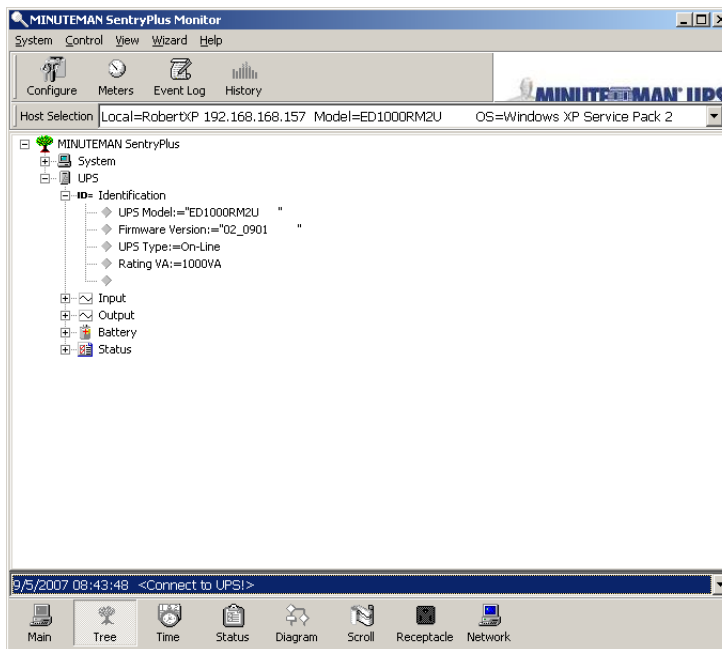 MINUTEMAN SentryPlus Monitor
System Control View Wizard Help
Configure Meters Event Log History
MINUTEMAN UPS
Host Selection Local=RobertXP 192.168.168.157 Model=ED1000RM2U OS=Windows XP Service Pack 2
MINUTEMAN SentryPlus
System
UPS
ID= Identification
UPS Model:="ED1000RM2U "
Firmware Version:="02_0901 "
UPS Type:=On-Line
Rating VA:=1000VA
Input
Output
Battery
Status
9/5/2007 08:43:48 <Connect to UPS!>
Main Tree Time Status Diagram Scroll Receptacle Network